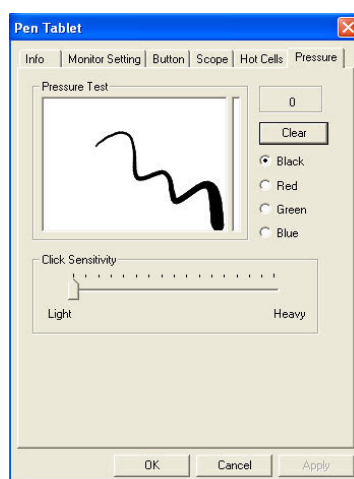 Pen Tablet
Info Monitor Setting Button Scope Hot Cells Pressure
Pressure Test
0
Clear
Black
Red
Green
Blue
Click Sensitivity
Light Heavy
OK Cancel Apply